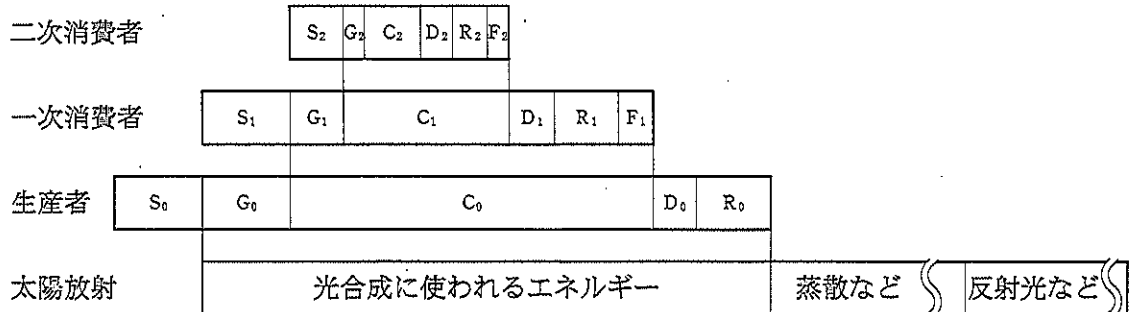 二次消費者 S₂ G₂ C₂ D₂ R₂ F₂
一次消費者 S₁ G₁ C₁ D₁ R₁ F₁
生産者 S₀ G₀ C₀ D₀ R₀
太陽放射 光合成に使われるエネルギー 蒸散など 反射光など